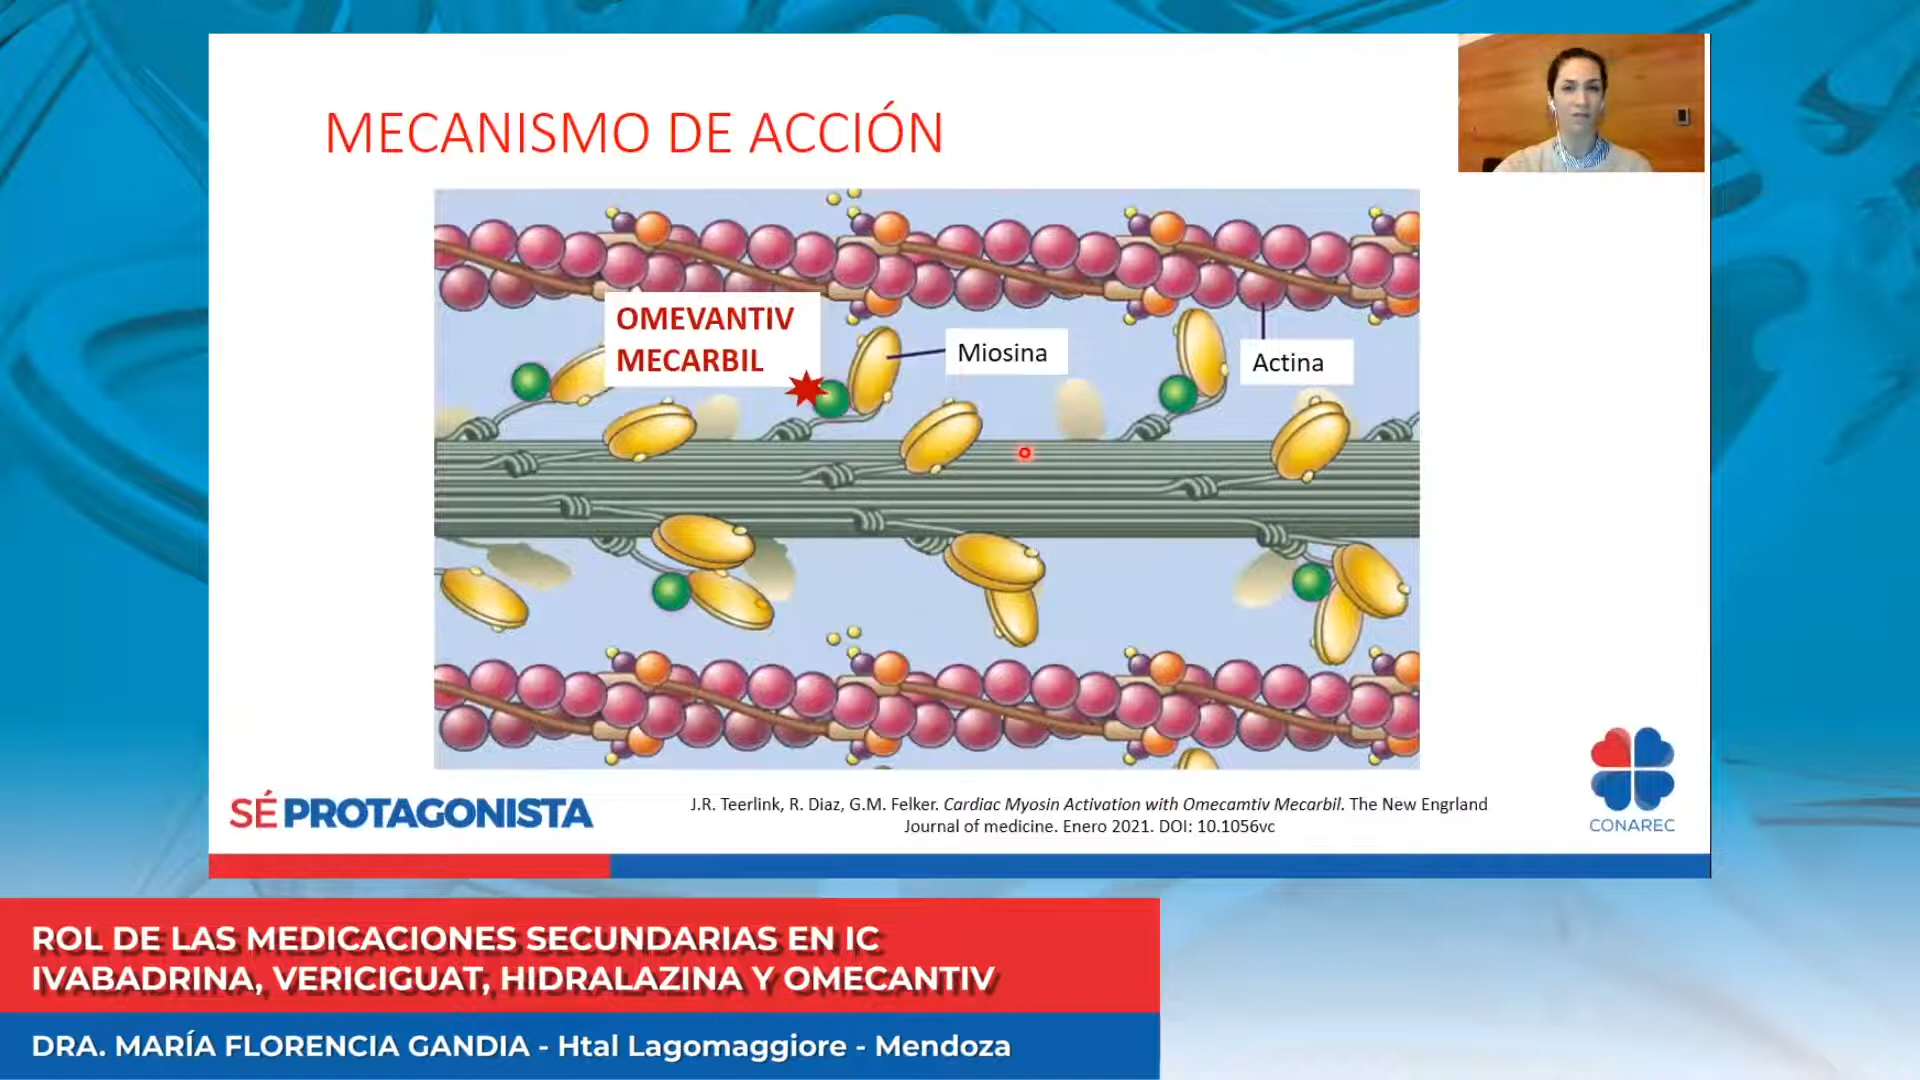 MECANISMO DE ACCIÓN
OMEVANTIV
MECARBIL
Miosina
Actina
SÉ PROTAGONISTA
J.R. Teerlink, R. Diaz, G.M. Felker. Cardiac Myosin Activation with Omecamtiv Mecarbil. The New Engrland
Journal of medicine. Enero 2021. DOI: 10.1056vc
CONAREC
ROL DE LAS MEDICACIONES SECUNDARIAS EN IC
IVABADRINA, VERICIGUAT, HIDRALAZINA Y OMECANTIV
DRA. MARÍA FLORENCIA GANDIA - Htal Lagomaggiore - Mendoza